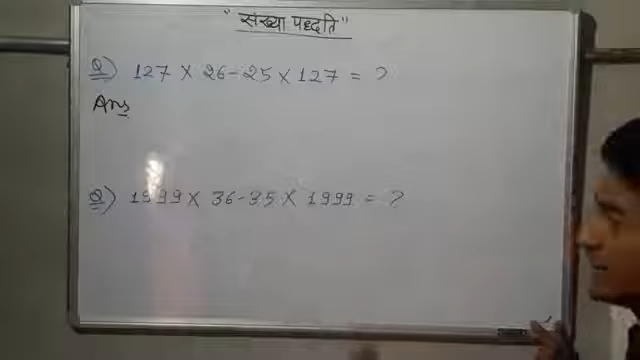 "संख्या पद्धति"
Q) 127 × 26-25 × 127 = ?
Ans
Q) 1999 × 36-35 × 1999 = ?